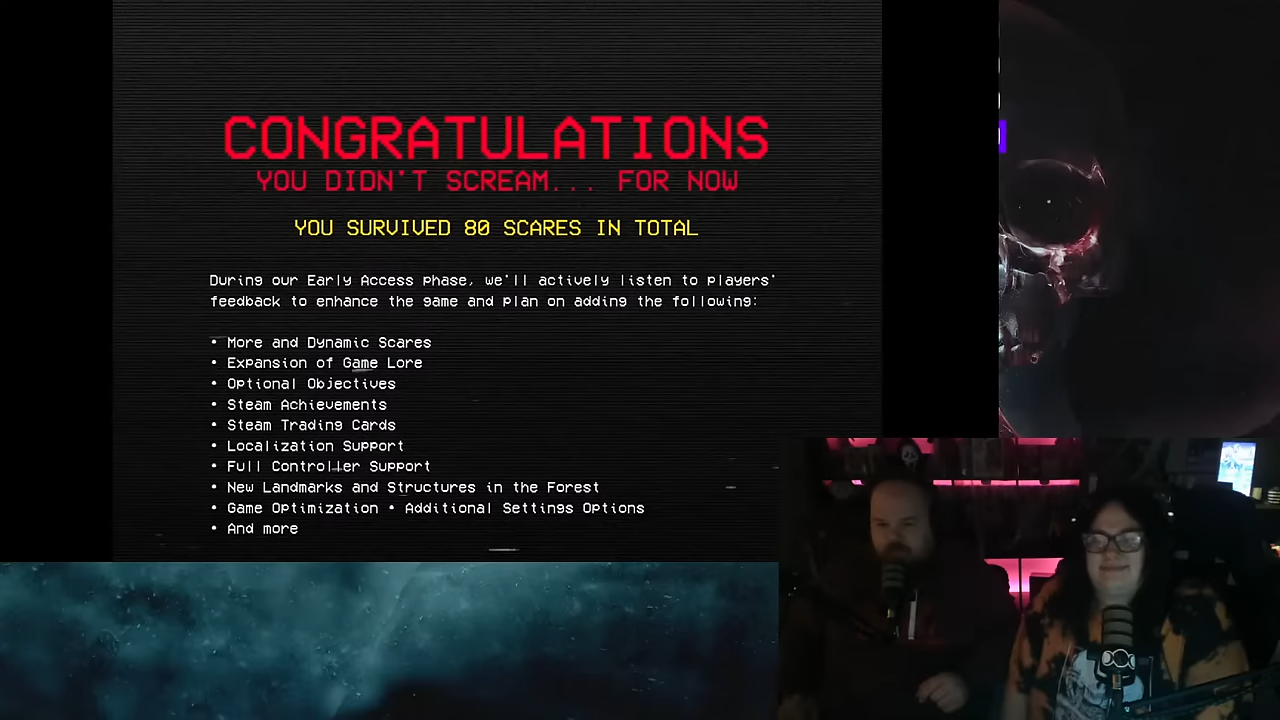 CONGRATULATIONS
YOU DIDN'T SCREAM... FOR NOW
YOU SURVIVED 80 SCARES IN TOTAL
During our Early Access phase, we'll actively listen to players'
feedback to enhance the game and plan on adding the following:
• More and Dynamic Scares
• Expansion of Game Lore
• Optional Objectives
• Steam Achievements
• Steam Trading Cards
• Localization Support
• Full Controller Support
• New Landmarks and Structures in the Forest
• Game Optimization • Additional Settings Options
• And more